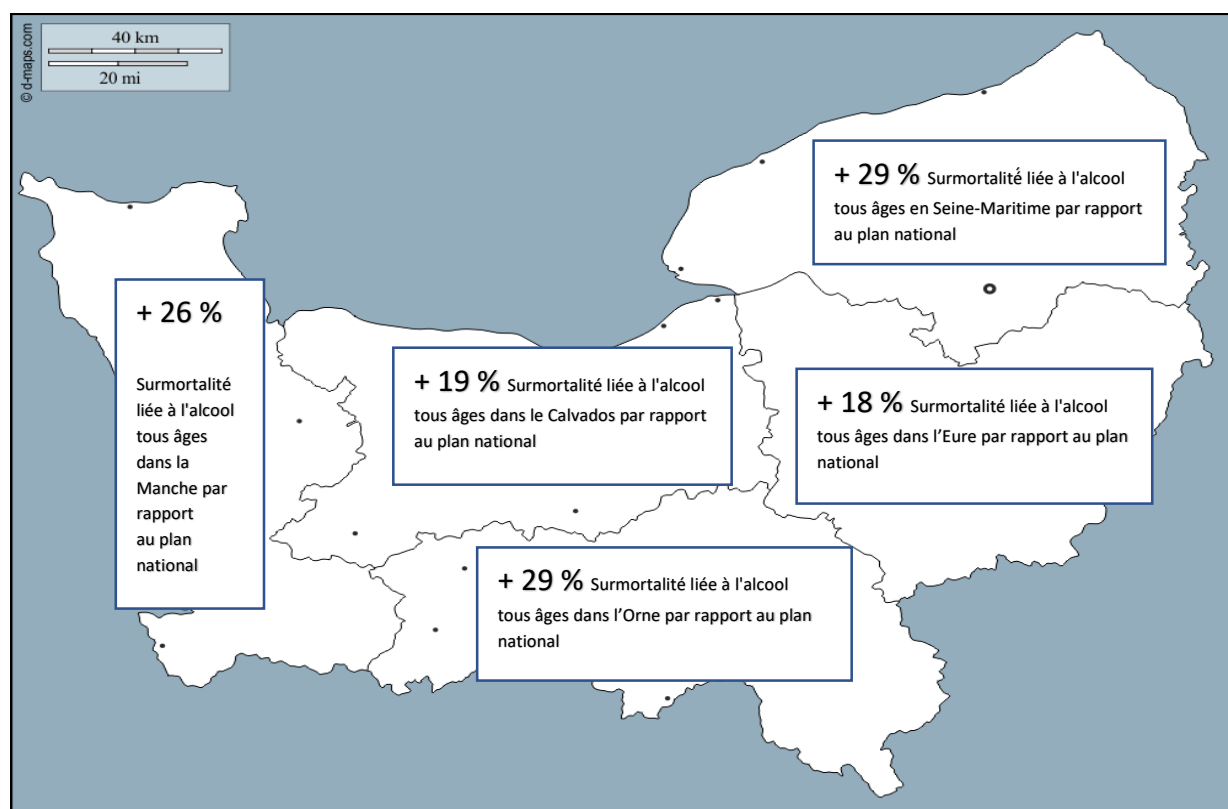 © d-maps.com
40 km
20 mi
+ 29 % Surmortalité liée à l'alcool
tous âges en Seine-Maritime par rapport
au plan national
+ 26 %
Surmortalité
liée à l'alcool
tous âges
dans la
Manche par
rapport
au plan
national
+ 19 % Surmortalité liée à l'alcool
tous âges dans le Calvados par rapport
au plan national
+ 18 % Surmortalité liée à l'alcool
tous âges dans l’Eure par rapport au plan
national
+ 29 % Surmortalité liée à l'alcool
tous âges dans l’Orne par rapport au plan
national